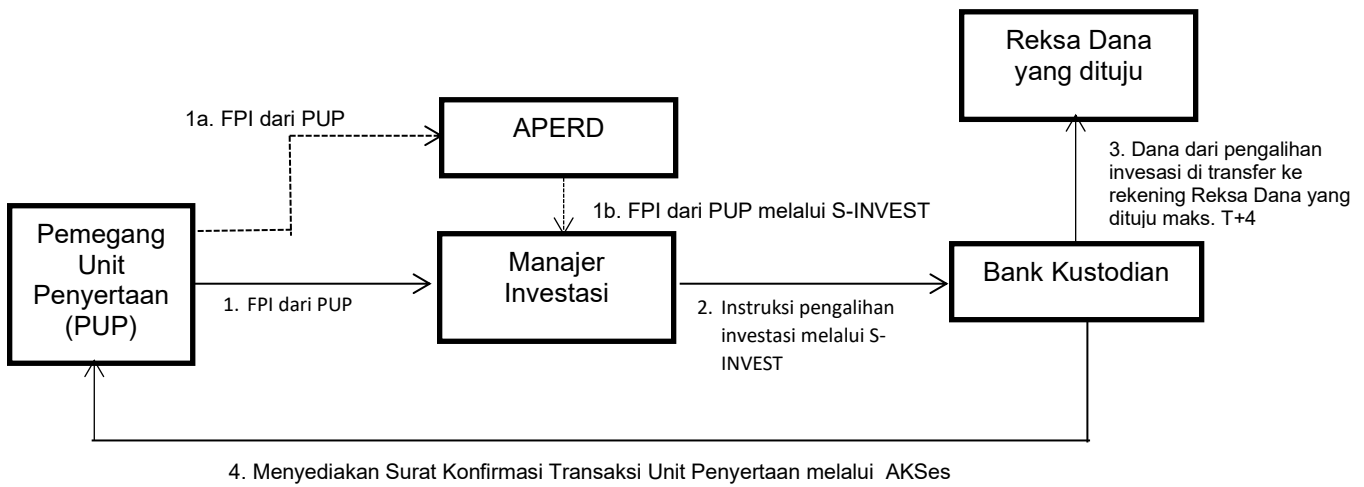 Reksa Dana
yang dituju
1a. FPI dari PUP
APERD
3. Dana dari pengalihan
invesasi di transfer ke
rekening Reksa Dana yang
dituju maks. T+4
1b. FPI dari PUP melalui S-INVEST
Pemegang
Unit
Penyertaan
(PUP)
Manajer
Investasi
Bank Kustodian
1. FPI dari PUP
2. Instruksi pengalihan
investasi melalui S-
INVEST
4. Menyediakan Surat Konfirmasi Transaksi Unit Penyertaan melalui AKSes